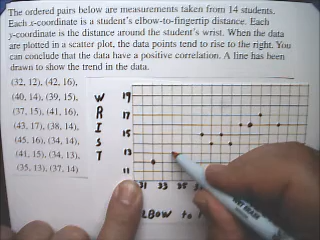 The ordered pairs below are measurements taken from 14 students.
Each x-coordinate is a student's elbow-to-fingertip distance. Each
y-coordinate is the distance around the student's wrist. When the data
are plotted in a scatter plot, the data points tend to rise to the right. You
can conclude that the data have a positive correlation. A line has been
drawn to show the trend in the data.
(32, 12), (42, 16),
(40, 14), (39, 15),
(37, 15), (41, 16),
(43, 17), (38, 14),
(45, 16), (34, 14),
(41, 15), (34, 13),
(35, 13), (37, 14)
WRIST
19
17
15
13
11
31 33 35
ELBOW to